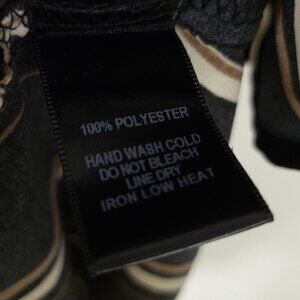 100% POLYESTER
HAND WASH COLD
DO NOT BLEACH
LINE DRY
IRON LOW HEAT